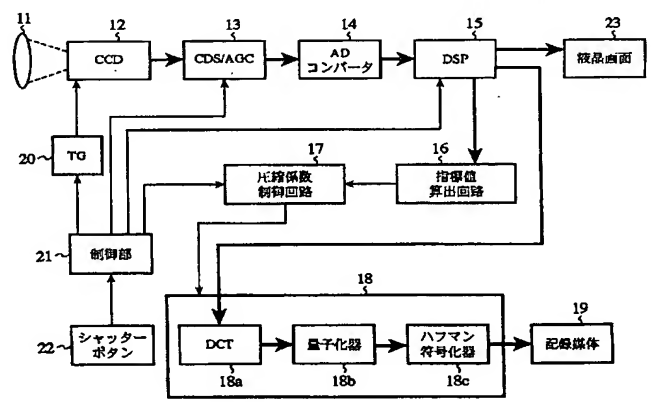 11
12
13
14
15
23
CCD
CDS/AGC
AD
コンバータ
DSP
液晶画面
20
TG
17
16
圧縮係数
制御回路
指標値
算出回路
21
制御部
18
19
22
シャッター
ボタン
DCT
量子化器
ハフマン
符号化器
記録媒体
18a
18b
18c